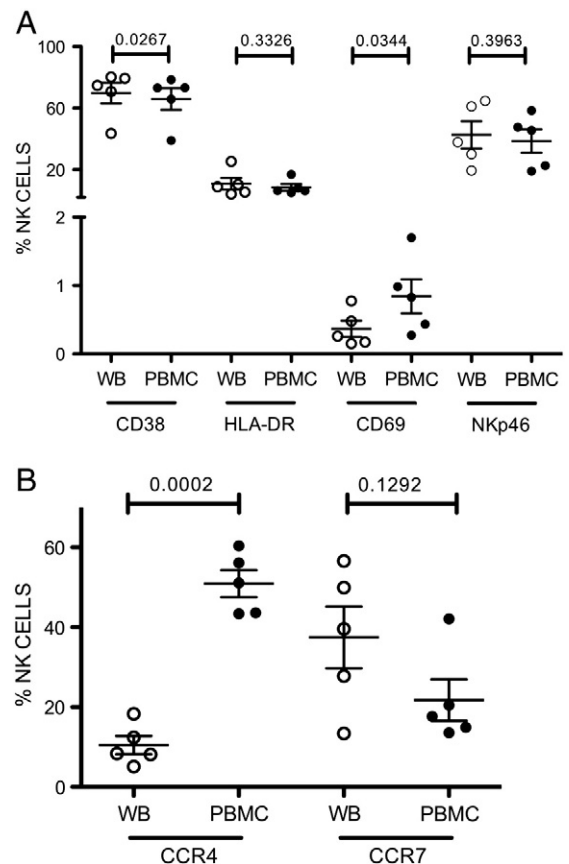 A
0.0267 0.3326 0.0344 0.3963
100
60
20
2
1
0
% NK CELLS
WB PBMC WB PBMC WB PBMC WB PBMC
CD38 HLA-DR CD69 NKp46
B
0.0002 0.1292
60
40
20
0
% NK CELLS
WB PBMC WB PBMC
CCR4 CCR7